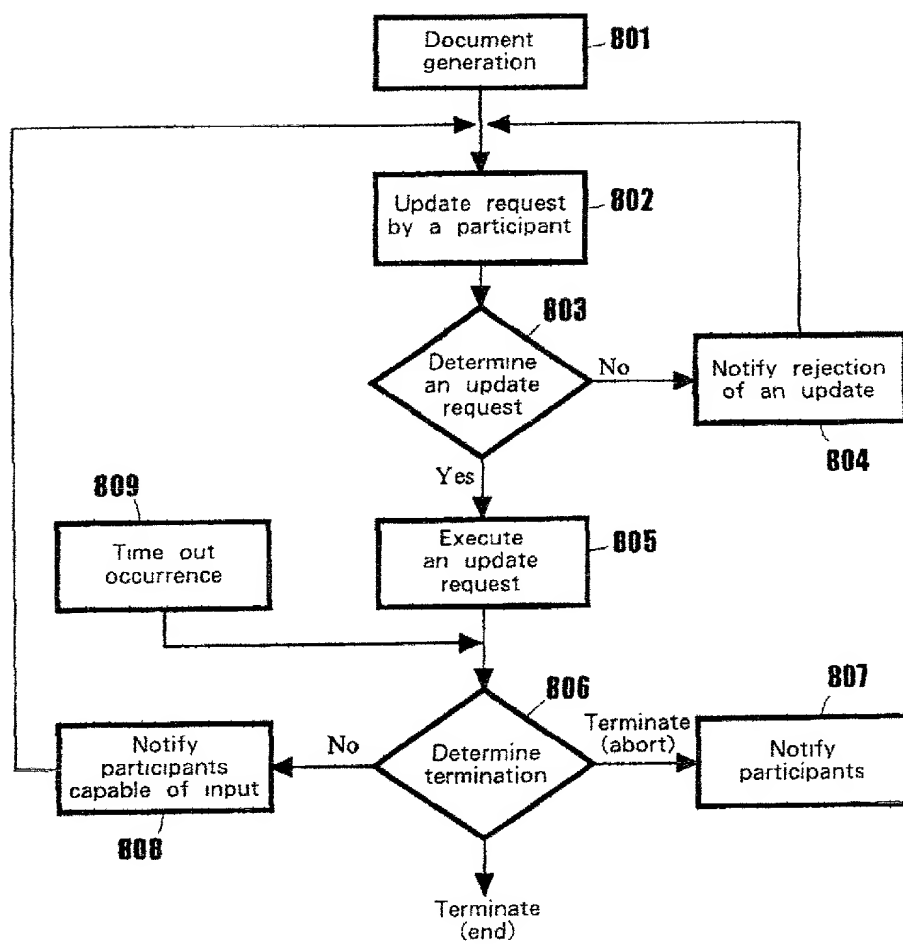 Document
generation
801
Update request
by a participant
802
803
Determine
an update
request
No
Notify rejection
of an update
804
Yes
809
Time out
occurrence
Execute
an update
request
805
806
Determine
termination
No
Notify
participants
capable of input
808
Terminate
(abort)
807
Notify
participants
Terminate
(end)